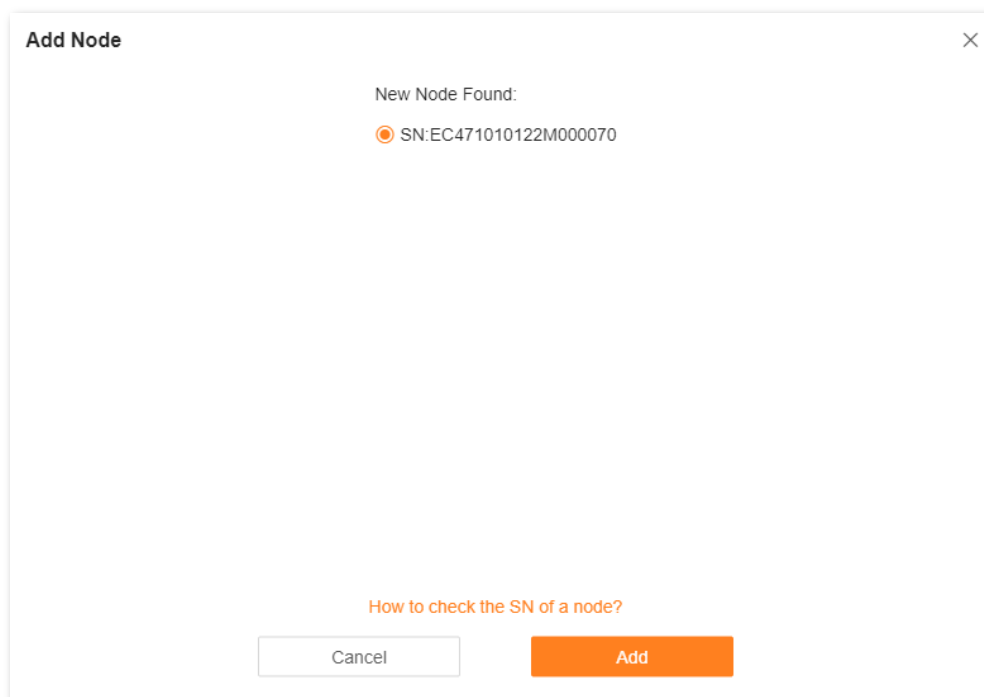 Add Node
New Node Found:
SN:EC471010122M000070
How to check the SN of a node?
Cancel
Add